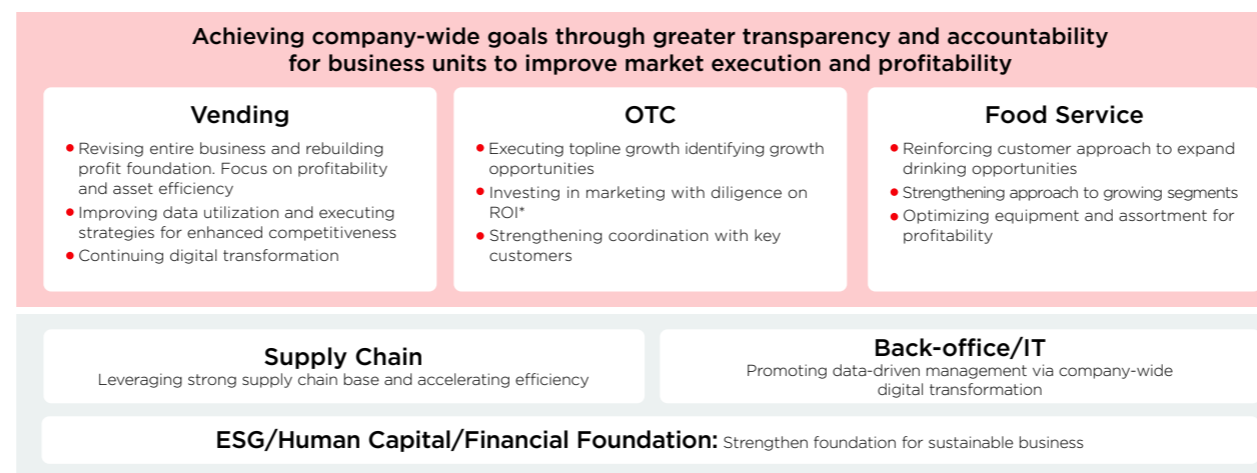 Achieving company-wide goals through greater transparency and accountability
for business units to improve market execution and profitability
Vending
• Revising entire business and rebuilding
profit foundation. Focus on profitability
and asset efficiency
• Improving data utilization and executing
strategies for enhanced competitiveness
• Continuing digital transformation
OTC
• Executing topline growth identifying growth
opportunities
• Investing in marketing with diligence on
ROI*
• Strengthening coordination with key
customers
Food Service
• Reinforcing customer approach to expand
drinking opportunities
• Strengthening approach to growing segments
• Optimizing equipment and assortment for
profitability
Supply Chain
Leveraging strong supply chain base and accelerating efficiency
Back-office/IT
Promoting data-driven management via company-wide
digital transformation
ESG/Human Capital/Financial Foundation: Strengthen foundation for sustainable business